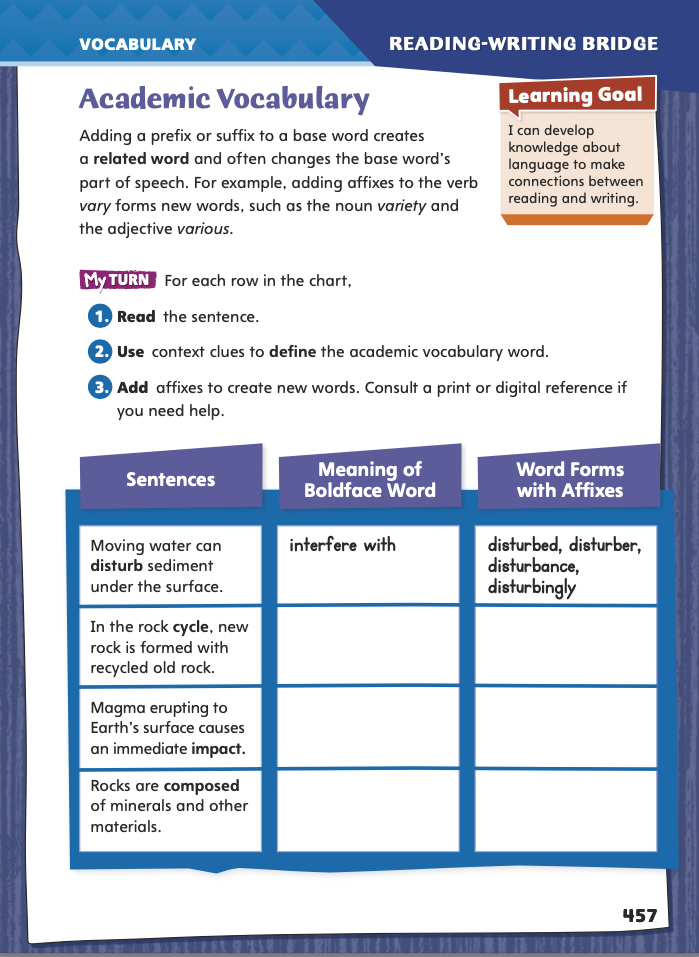 VOCABULARY
READING-WRITING BRIDGE
Academic Vocabulary
Adding a prefix or suffix to a base word creates
a related word and often changes the base word's
part of speech. For example, adding affixes to the verb
vary forms new words, such as the noun variety and
the adjective various.
Learning Goal
I can develop
knowledge about
language to make
connections between
reading and writing.
My TURN For each row in the chart,
1. Read the sentence.
2. Use context clues to define the academic vocabulary word.
3. Add affixes to create new words. Consult a print or digital reference if
you need help.
Sentences
Meaning of
Boldface Word
Word Forms
with Affixes
Moving water can
disturb sediment
under the surface.
interfere with
disturbed, disturber,
disturbance,
disturbingly
In the rock cycle, new
rock is formed with
recycled old rock.
Magma erupting to
Earth's surface causes
an immediate impact.
Rocks are composed
of minerals and other
materials.
457